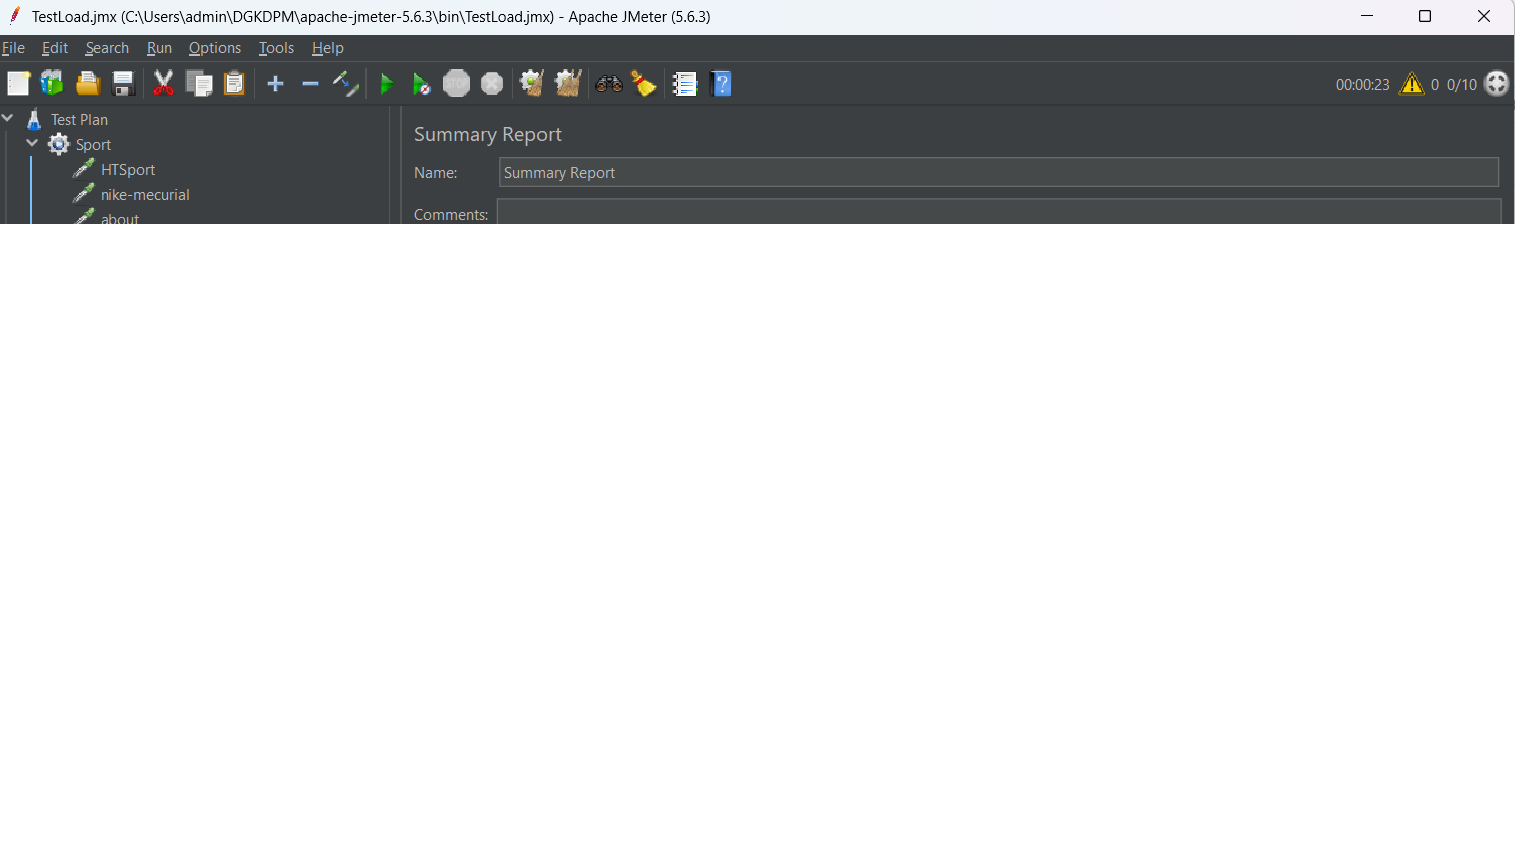 TestLoad.jmx (C:\Users\admin\DGKDPM\apache-jmeter-5.6.3\bin\TestLoad.jmx) - Apache JMeter (5.6.3)
File Edit Search Run Options Tools Help
STOP 00:00:23 0 0/10
Test Plan
Sport
HTSport
nike-mecurial
about
Summary Report
Name: Summary Report
Comments: